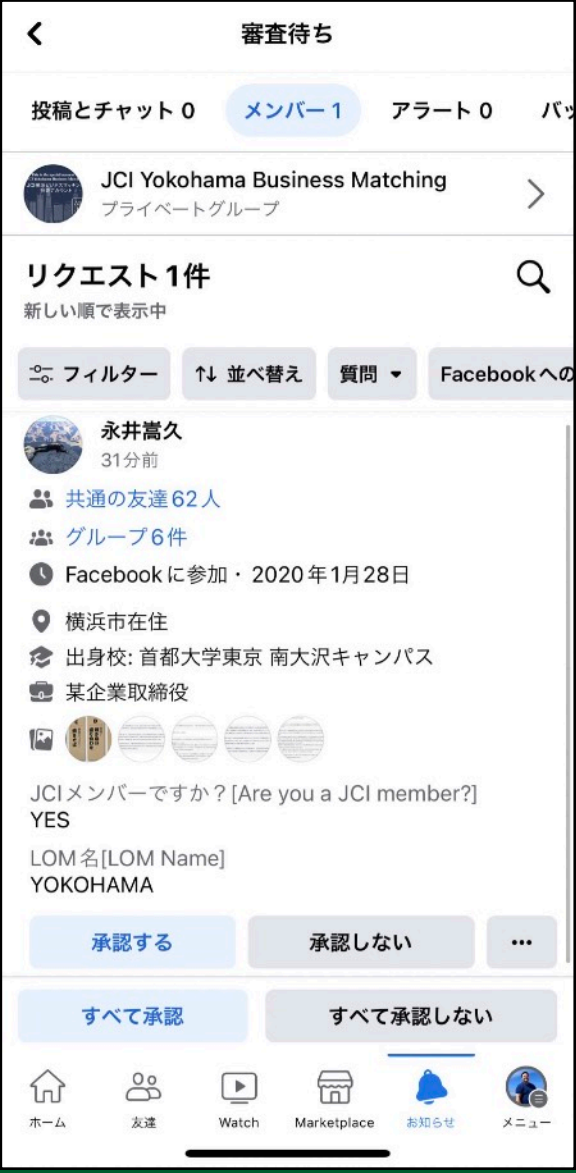 審査待ち
投稿とチャット 0 メンバー 1 アラート 0
JCI Yokohama Business Matching
プライベートグループ
リクエスト 1件
新しい順で表示中
フィルター 並べ替え 質問 Facebookへの
永井嵩久
31分前
共通の友達62人
グループ6件
Facebookに参加・2020年1月28日
横浜市在住
出身校: 首都大学東京 南大沢キャンパス
某企業取締役
JCIメンバーですか？[Are you a JCI member?]
YES
LOM名[LOM Name]
YOKOHAMA
承認する 承認しない
すべて承認 すべて承認しない
ホーム 友達 Watch Marketplace お知らせ メニュー